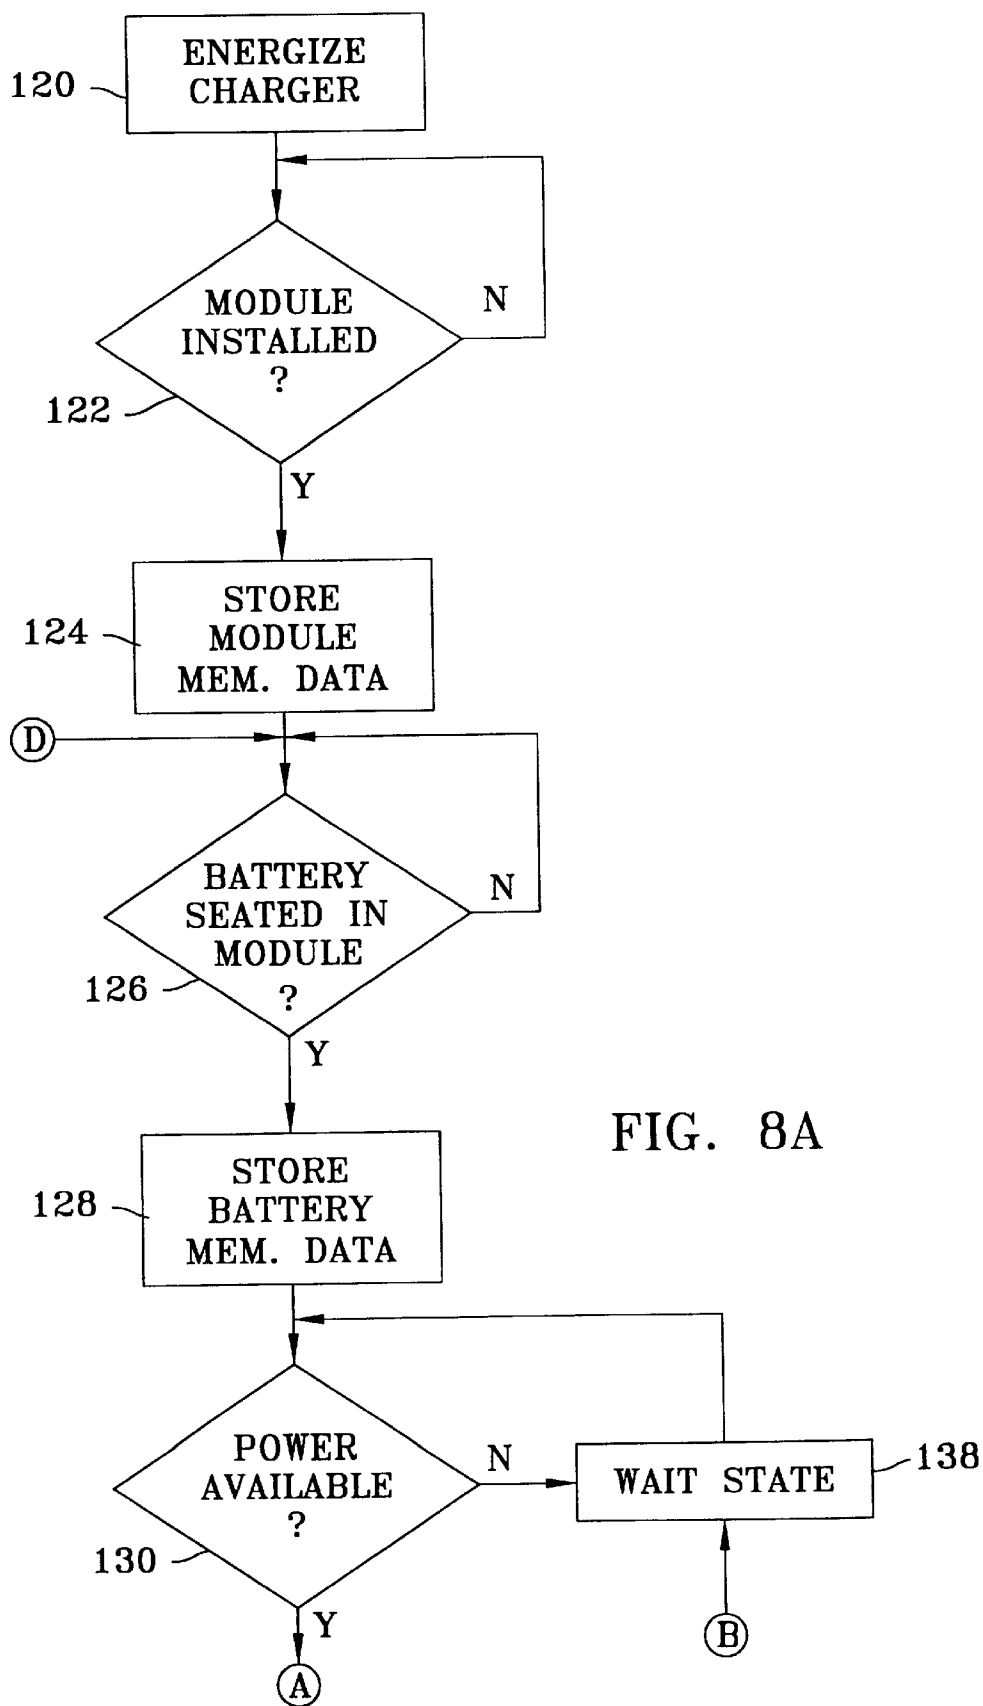 ENERGIZE
CHARGER
120
MODULE
INSTALLED
?
N
122
Y
STORE
MODULE
MEM. DATA
124
D
BATTERY
SEATED IN
MODULE
?
N
126
Y
FIG. 8A
STORE
BATTERY
MEM. DATA
128
POWER
AVAILABLE
?
N
WAIT STATE
138
130
Y
B
A